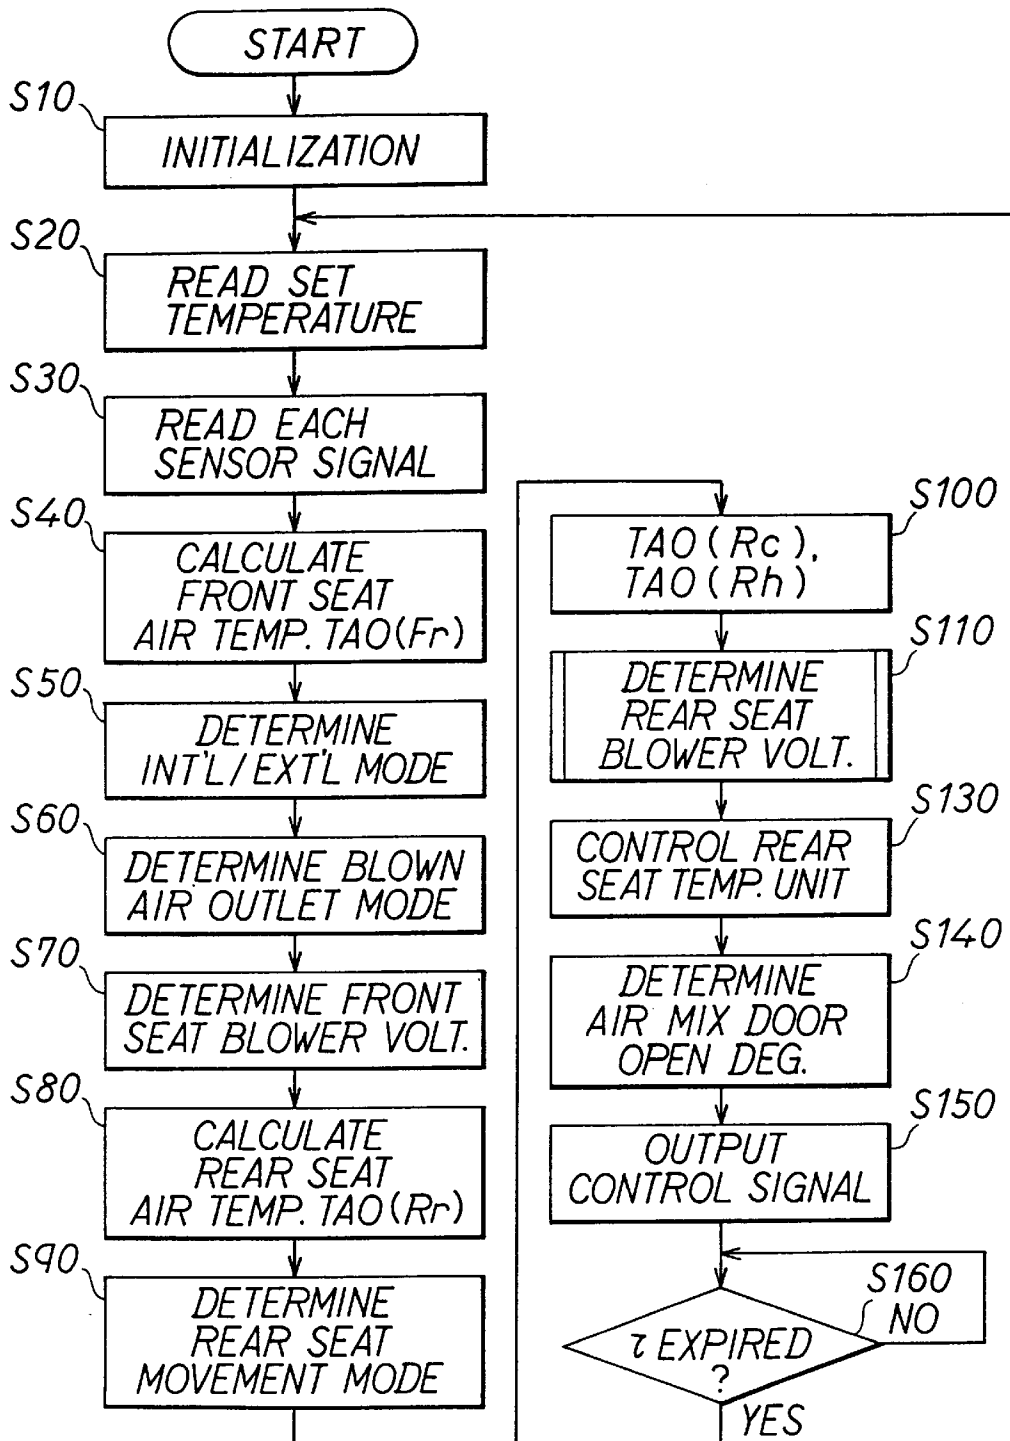 START
S10
INITIALIZATION
S20
READ SET
TEMPERATURE
S30
READ EACH
SENSOR SIGNAL
S40
CALCULATE
FRONT SEAT
AIR TEMP. TAO(Fr)
S50
DETERMINE
INT'L/EXT'L MODE
S60
DETERMINE BLOWN
AIR OUTLET MODE
S70
DETERMINE FRONT
SEAT BLOWER VOLT.
S80
CALCULATE
REAR SEAT
AIR TEMP. TAO(Rr)
S90
DETERMINE
REAR SEAT
MOVEMENT MODE
S100
TAO(Rc),
TAO(Rh)
S110
DETERMINE
REAR SEAT
BLOWER VOLT.
S130
CONTROL REAR
SEAT TEMP. UNIT
S140
DETERMINE
AIR MIX DOOR
OPEN DEG.
S150
OUTPUT
CONTROL SIGNAL
S160
NO
τ EXPIRED
?
YES